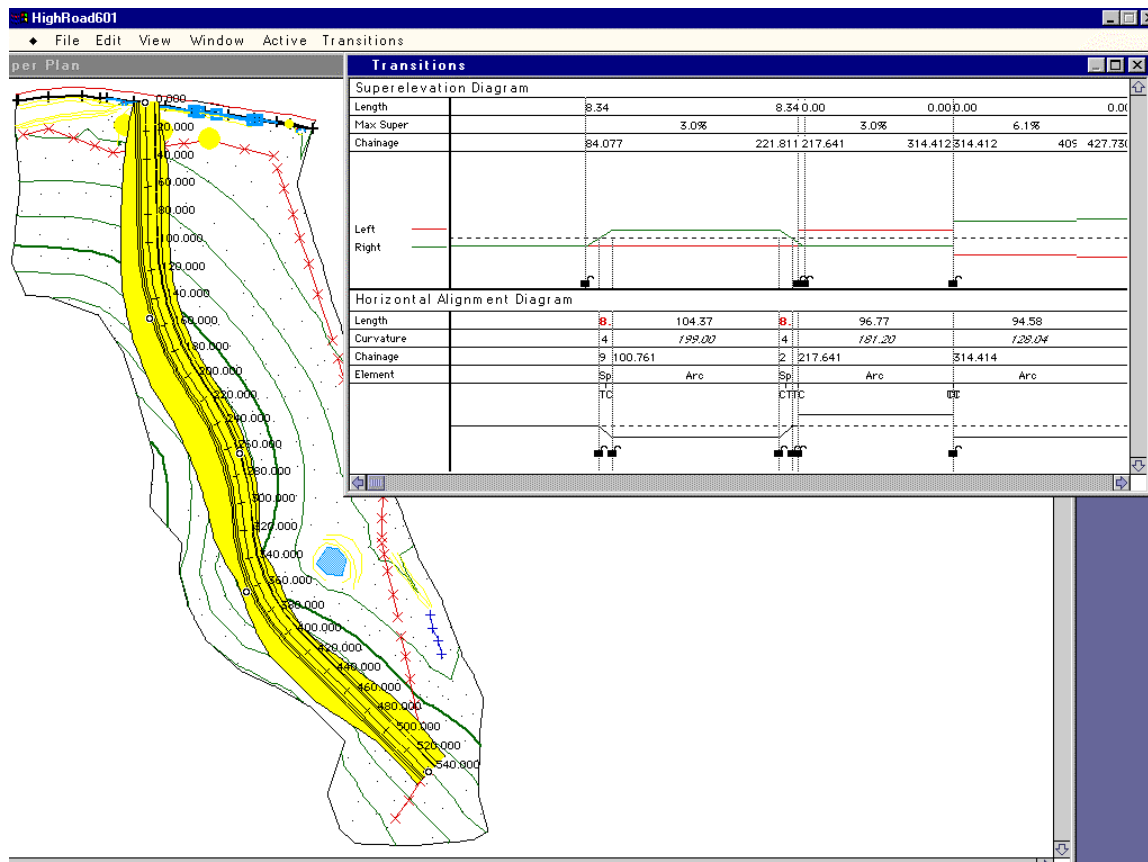 HighRoad601
File Edit View Window Active Transitions
per Plan
Transitions
Superelevation Diagram
Length 8.34 8.34 0.00 0.00 0.00 0.00
Max Super 3.0% 3.0% 6.1%
Chainage 84.077 221.811 217.641 314.412 314.412 409 427.730
Left
Right
Horizontal Alignment Diagram
Length 8. 104.37 8. 96.77 94.58
Curvature 4 199.00 4 181.20 128.04
Chainage 9 100.761 2 217.641 314.414
Element Sp Arc Sp Arc Arc
TC
0.000
20.000
40.000
60.000
80.000
100.000
120.000
140.000
160.000
180.000
200.000
220.000
240.000
260.000
280.000
300.000
320.000
340.000
360.000
380.000
400.000
420.000
440.000
460.000
480.000
500.000
520.000
540.000